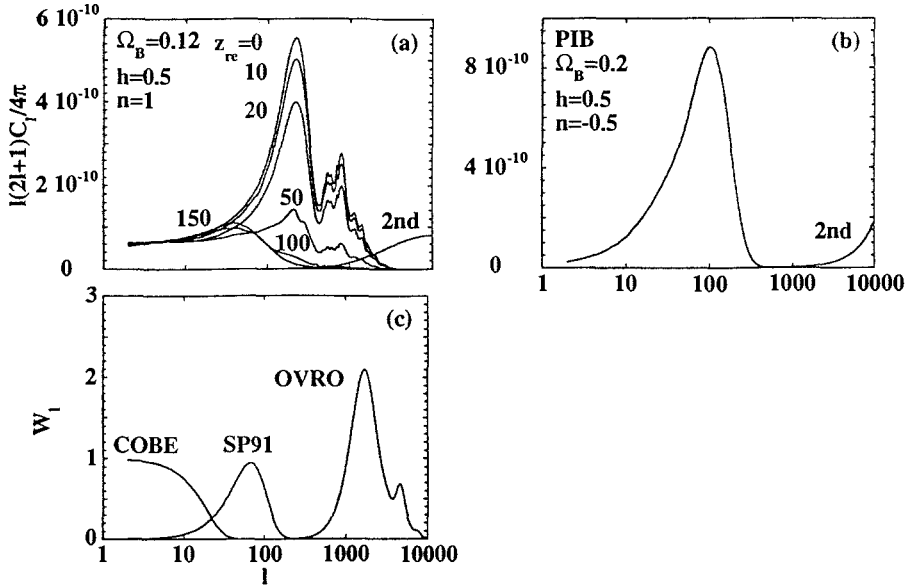 (a)
Ω_B=0.12 z_re=0
h=0.5 10
n=1 20
50
150
100
2nd
6 10^-10
4 10^-10
2 10^-10
0
l(2l+1)C_l/4π
(b)
PIB
Ω_B=0.2
h=0.5
n=-0.5
2nd
8 10^-10
4 10^-10
0
1 10 100 1000 10000
(c)
OVRO
COBE SP91
3
2
1
0
W_l
1 10 100 1000 10000
l